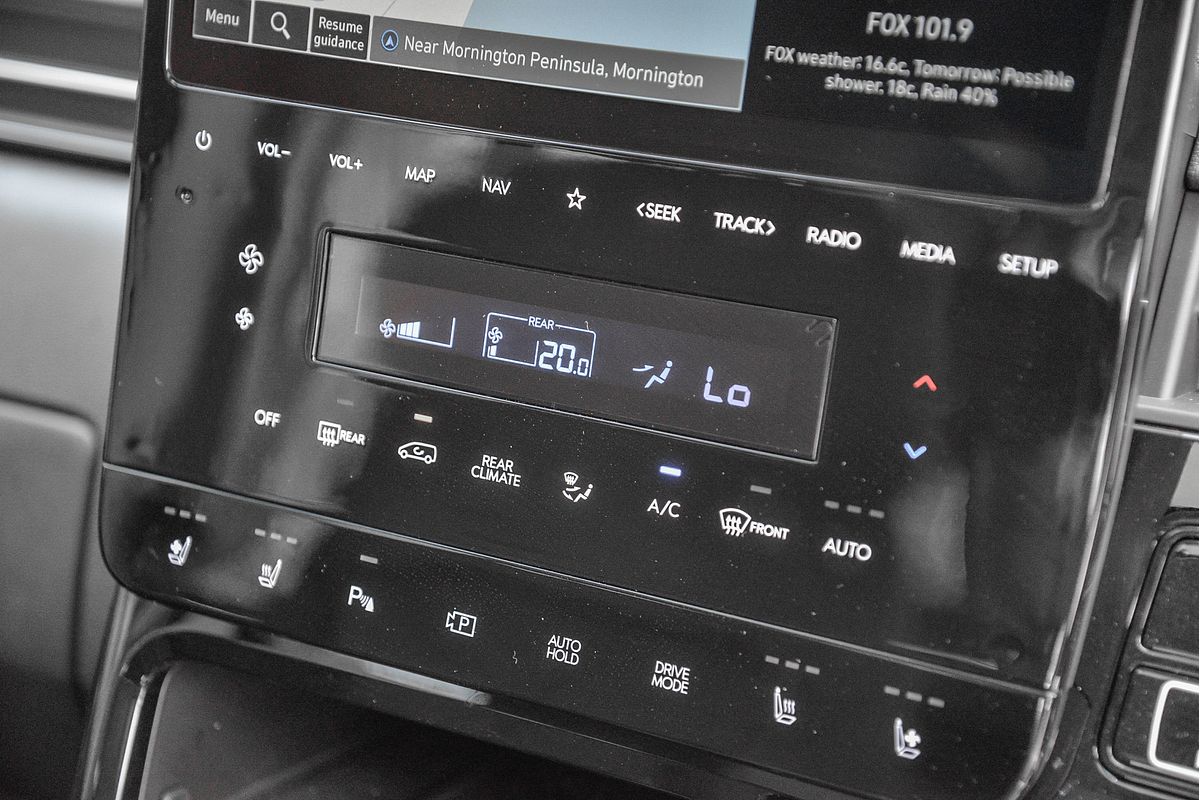 Menu
Resume
guidance
Near Mornington Peninsula, Mornington
FOX 101.9
FOX weather: 16.6c, Tomorrow: Possible
shower. 18c, Rain 40%
VOL-
VOL+
MAP
NAV
<SEEK
TRACK>
RADIO
MEDIA
SETUP
REAR
20.0
Lo
OFF
REAR
REAR
CLIMATE
A/C
FRONT
AUTO
P
P
AUTO
HOLD
DRIVE
MODE